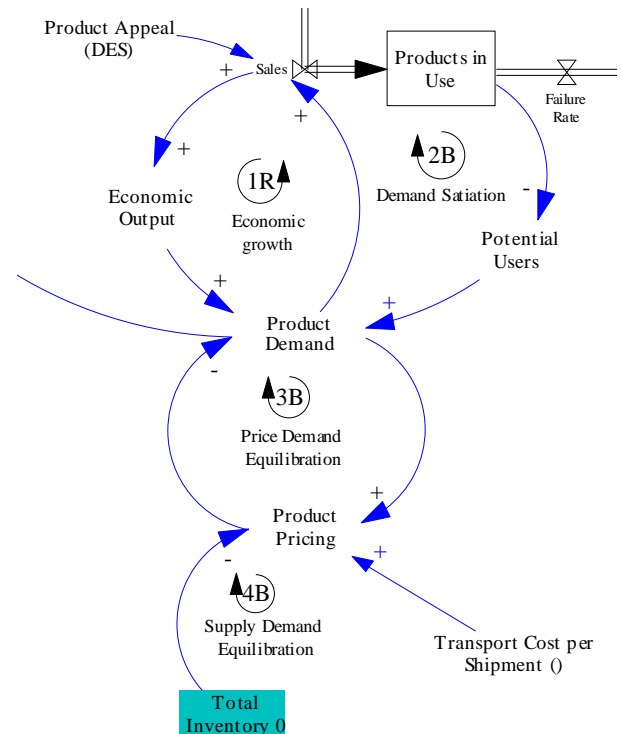 Product Appeal
(DES)
+
Sales
Products in
Use
Failure
Rate
+
+
1R
Economic
growth
2B
Demand Satiation
-
Economic
Output
Potential
Users
+
+
Product
Demand
-
3B
Price Demand
Equilibration
+
Product
Pricing
-
+
4B
Supply Demand
Equilibration
Transport Cost per
Shipment ()
Total
Inventory 0